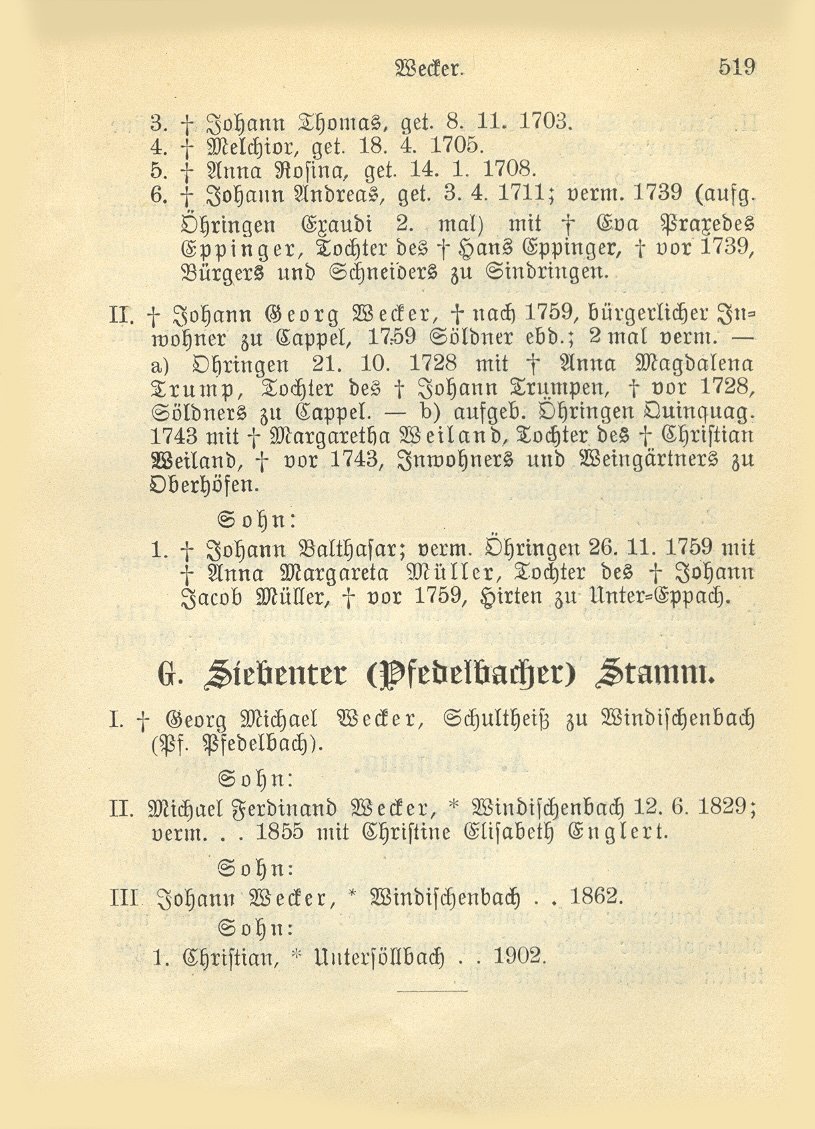 Wecker. 519
3. † Johann Thomas, get. 8. 11. 1703.
4. † Melchior, get. 18. 4. 1705.
5. † Anna Rosina, get. 14. 1. 1708.
6. † Johann Andreas, get. 3. 4. 1711; verm. 1739 (aufg.
Öhringen Exaudi 2. mal) mit † Eva Praxedes
Eppinger, Tochter des † Hans Eppinger, † vor 1739,
Bürgers und Schneiders zu Sindringen.
II. † Johann Georg Wecker, † nach 1759, bürgerlicher In=
wohner zu Cappel, 1759 Söldner ebd.; 2 mal verm. —
a) Ohringen 21. 10. 1728 mit † Anna Magdalena
Trump, Tochter des † Johann Trumpen, † vor 1728,
Söldners zu Cappel. — b) aufgeb. Öhringen Quinquag.
1743 mit † Margaretha Weiland, Tochter des † Christian
Weiland, † vor 1743, Inwohners und Weingärtners zu
Oberhöfen.
Sohn:
1. † Johann Balthasar; verm. Öhringen 26. 11. 1759 mit
† Anna Margareta Müller, Tochter des † Johann
Jacob Müller, † vor 1759, Hirten zu Unter=Eppach.
G. Siebenter (Pfedelbacher) Stamm.
I. † Georg Michael Wecker, Schultheiß zu Windischenbach
(Pf. Pfedelbach).
Sohn:
II. Michael Ferdinand Wecker, * Windischenbach 12. 6. 1829;
verm. . . 1855 mit Christine Elisabeth Englert.
Sohn:
III Johann Wecker, * Windischenbach . . 1862.
Sohn:
1. Christian, * Untersöllbach . . 1902.